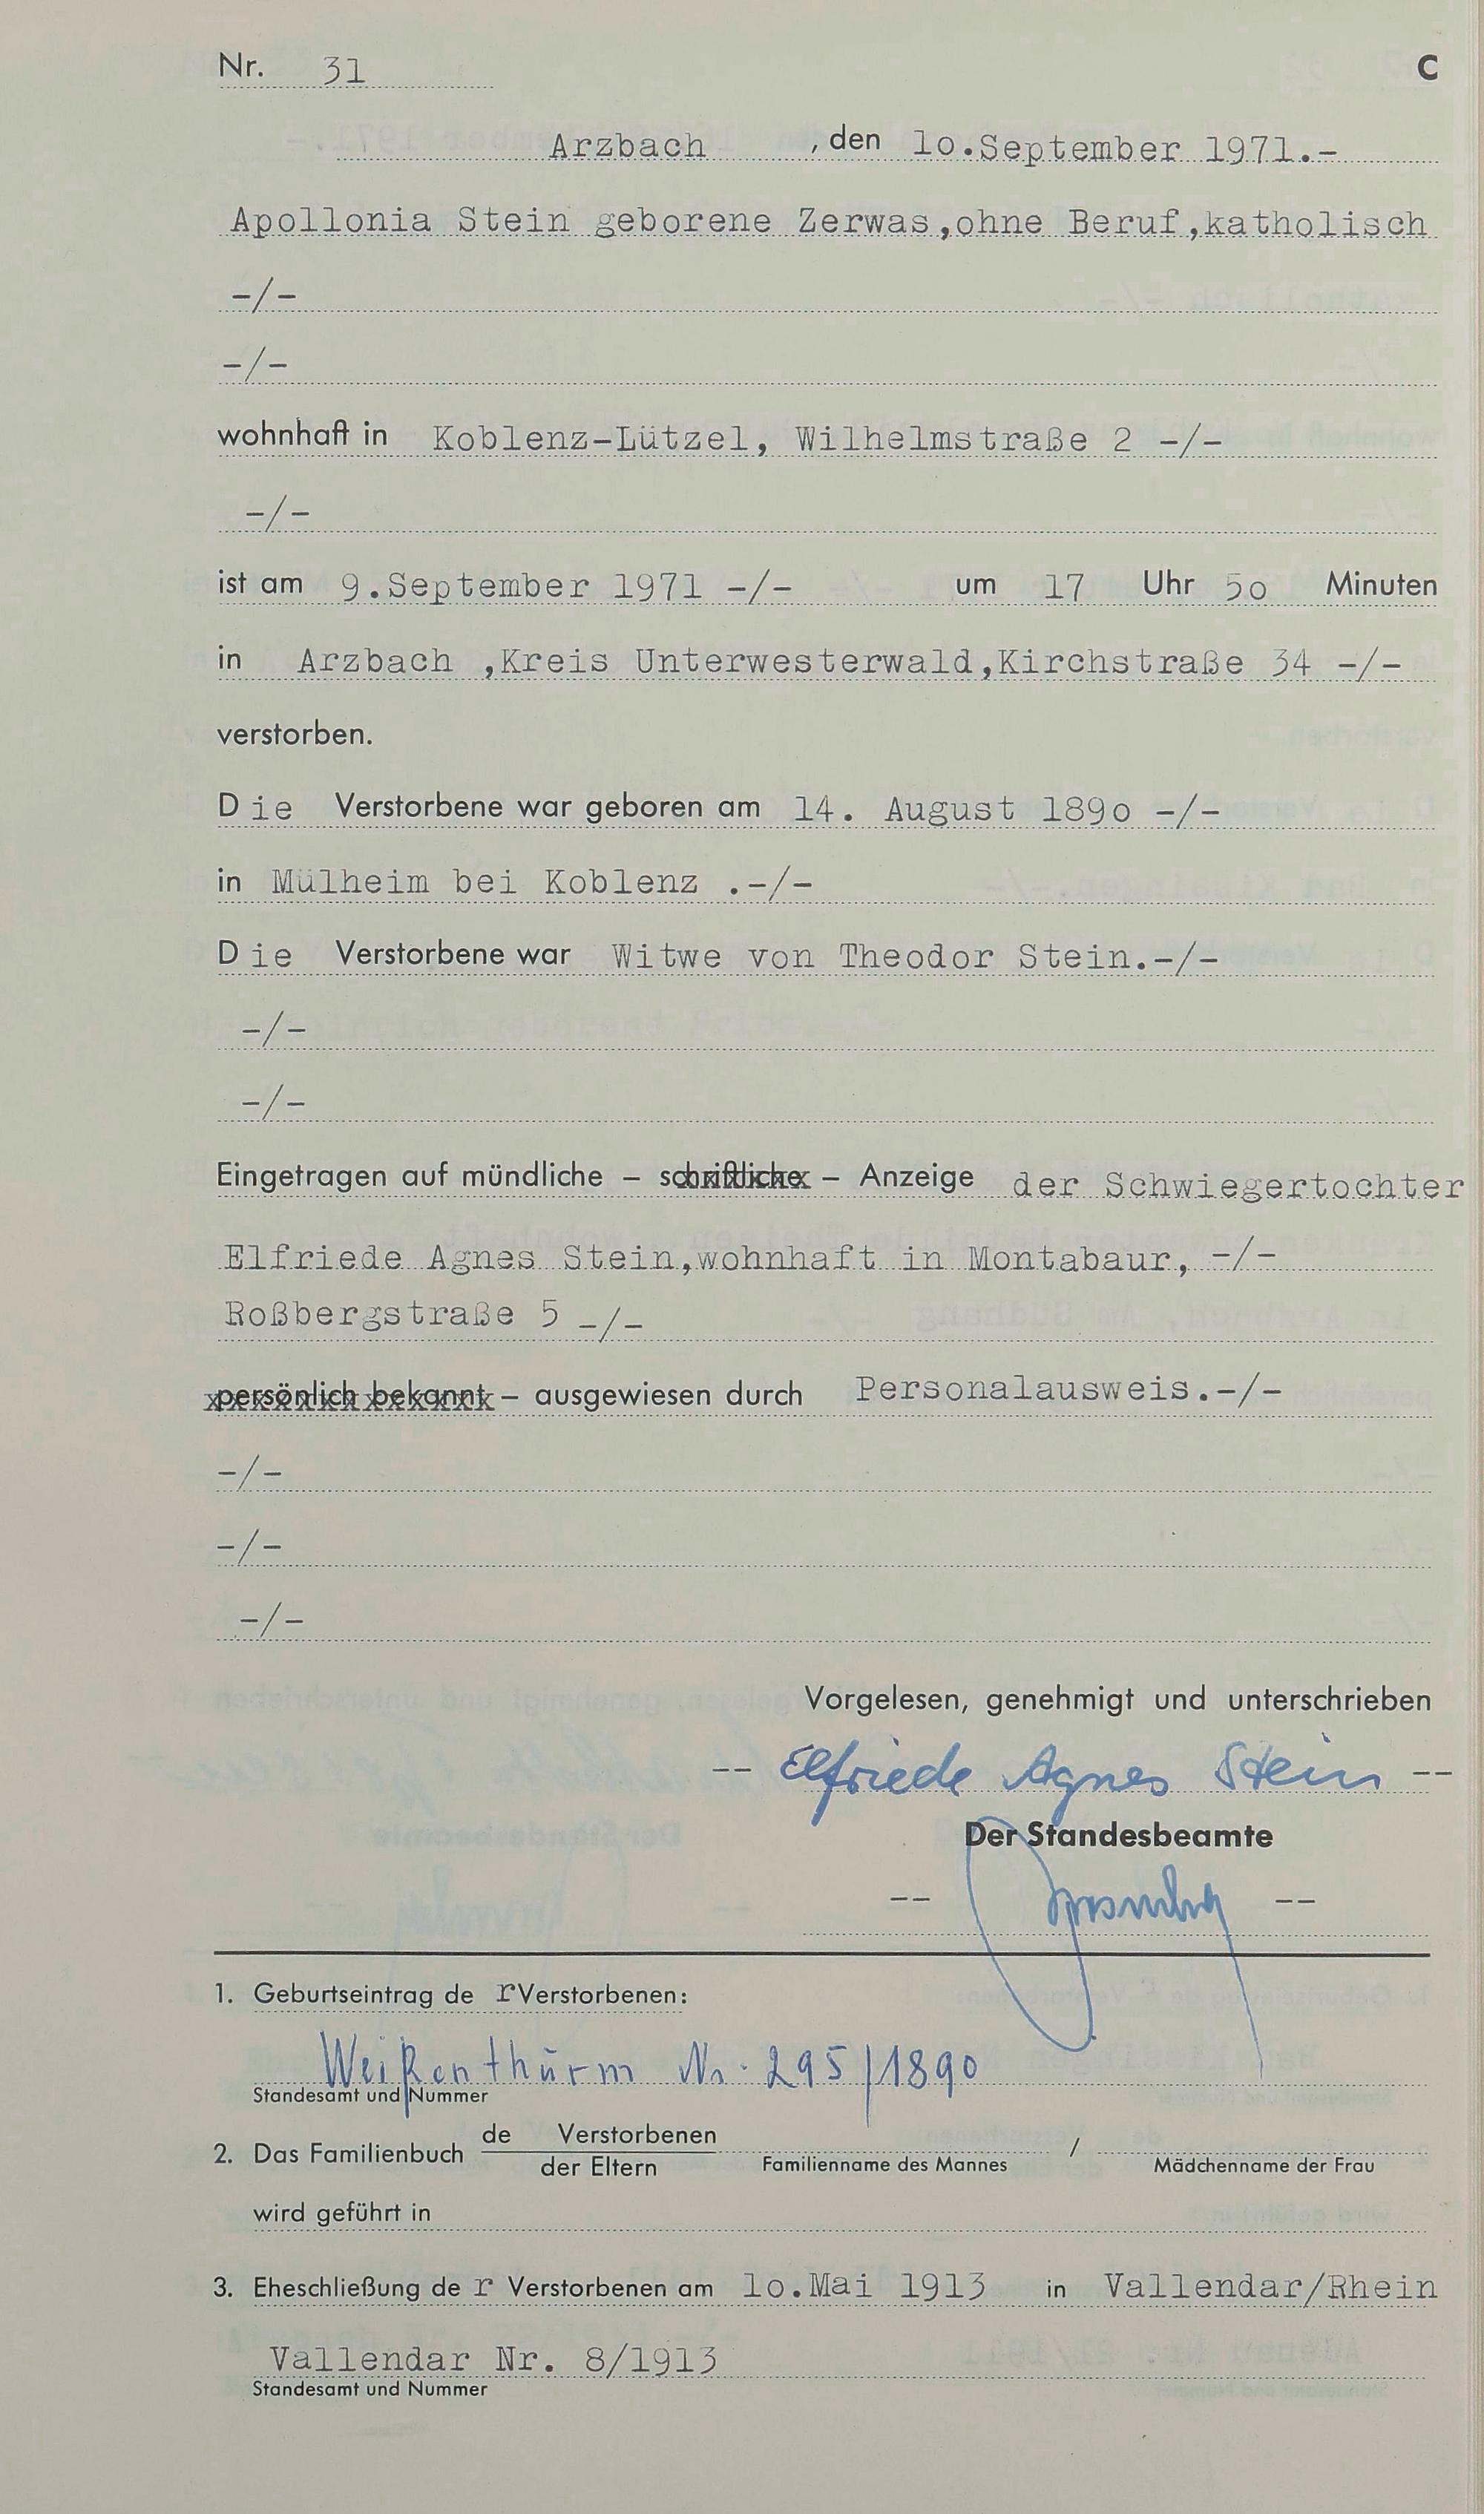 Nr. 31 C
Arzbach , den 1o.September 1971.-
Apollonia Stein geborene Zerwas,ohne Beruf,katholisch
-/-
-/-
wohnhaft in Koblenz-Lützel, Wilhelmstraße 2 -/-
-/-
ist am 9.September 1971 -/- um 17 Uhr 5o Minuten
in Arzbach ,Kreis Unterwesterwald,Kirchstraße 34 -/-
verstorben.
Die Verstorbene war geboren am 14. August 189o -/-
in Mülheim bei Koblenz .-/-
Die Verstorbene war Witwe von Theodor Stein.-/-
-/-
-/-
Eingetragen auf mündliche – schriftliche – Anzeige der Schwiegertochter
Elfriede Agnes Stein,wohnhaft in Montabaur, -/-
Roßbergstraße 5 -/-
persönlich bekannt – ausgewiesen durch Personalausweis.-/-
-/-
-/-
-/-
Vorgelesen, genehmigt und unterschrieben
-- Elfriede Agnes Stein --
Der Standesbeamte
-- --
1. Geburtseintrag de r Verstorbenen:
Weißenthurm Nr. 295/1890
Standesamt und Nummer
2. Das Familienbuch de Verstorbenen / der Eltern
Familienname des Mannes / Mädchenname der Frau
wird geführt in
3. Eheschließung de r Verstorbenen am 1o.Mai 1913 in Vallendar/Rhein
Vallendar Nr. 8/1913
Standesamt und Nummer